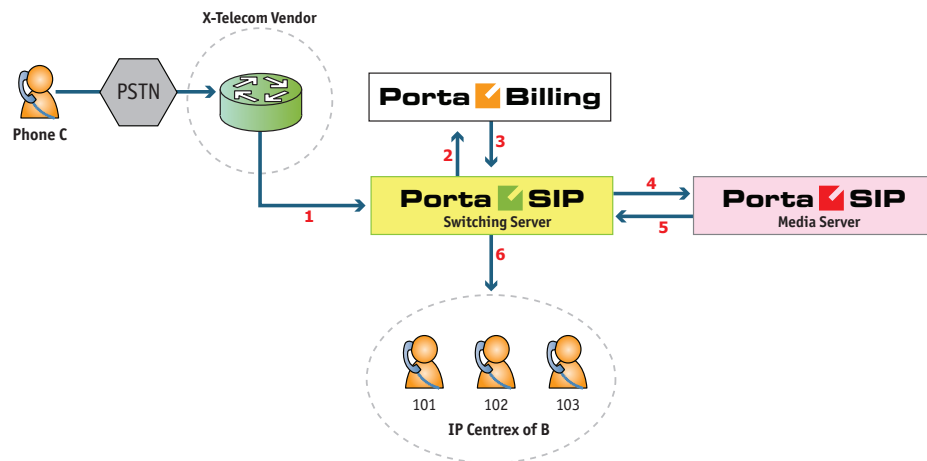 X-Telecom Vendor
PSTN
Phone C
Porta Billing
2
3
1
Porta SIP
Switching Server
4
5
Porta SIP
Media Server
6
101
102
103
IP Centrex of B